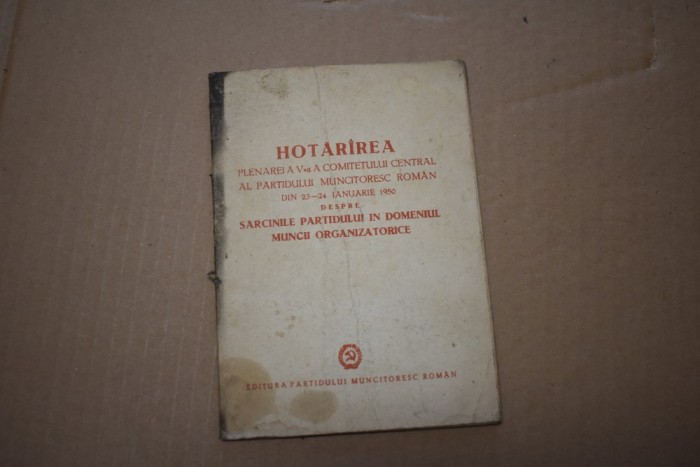 HOTĂRÎREA
PLENAREI A V-a A COMITETULUI CENTRAL
AL PARTIDULUI MUNCITORESC ROMÂN
DIN 23—24 IANUARIE 1950
DESPRE
SARCINILE PARTIDULUI IN DOMENIUL
MUNCII ORGANIZATORICE
EDITURA PARTIDULUI MUNCITORESC ROMÂN